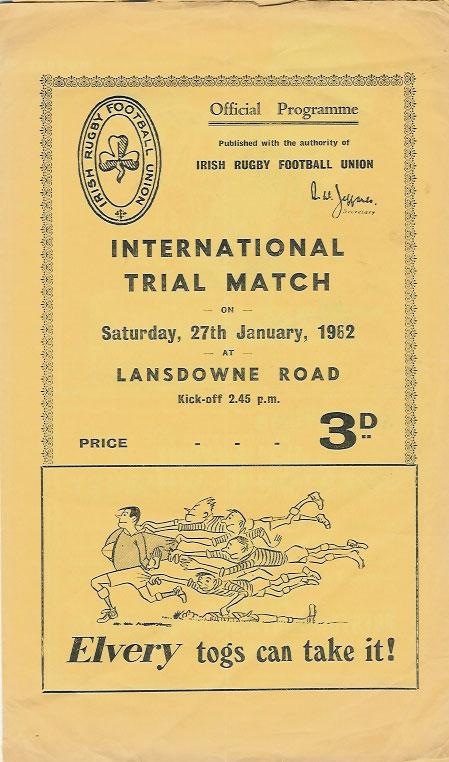 IRISH RUGBY FOOTBALL UNION
Official Programme
Published with the authority of
IRISH RUGBY FOOTBALL UNION
Secretary
INTERNATIONAL
TRIAL MATCH
— ON —
Saturday, 27th January, 1962
— AT —
LANSDOWNE ROAD
Kick-off 2.45 p.m.
PRICE - - - 3D
Elvery togs can take it!